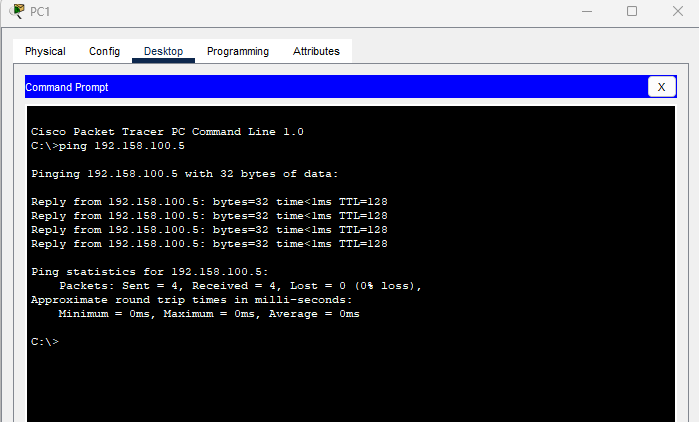 PC1
Physical Config Desktop Programming Attributes
Command Prompt X
Cisco Packet Tracer PC Command Line 1.0
C:\>ping 192.158.100.5
Pinging 192.158.100.5 with 32 bytes of data:
Reply from 192.158.100.5: bytes=32 time<1ms TTL=128
Reply from 192.158.100.5: bytes=32 time<1ms TTL=128
Reply from 192.158.100.5: bytes=32 time<1ms TTL=128
Reply from 192.158.100.5: bytes=32 time<1ms TTL=128
Ping statistics for 192.158.100.5:
Packets: Sent = 4, Received = 4, Lost = 0 (0% loss),
Approximate round trip times in milli-seconds:
Minimum = 0ms, Maximum = 0ms, Average = 0ms
C:\>